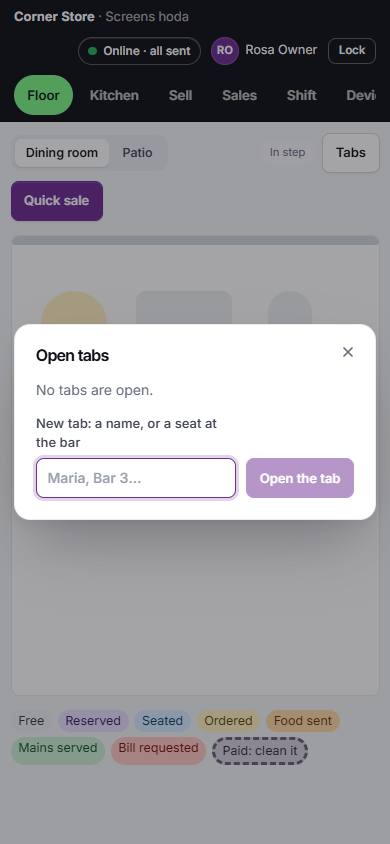 Corner Store · Screens hoda
Online · all sent
RO
Rosa Owner
Lock
Floor
Kitchen
Sell
Sales
Shift
Devi
Dining room
Patio
In step
Tabs
Quick sale
Open tabs
×
No tabs are open.
New tab: a name, or a seat at
the bar
Maria, Bar 3...
Open the tab
Free
Reserved
Seated
Ordered
Food sent
Mains served
Bill requested
Paid: clean it